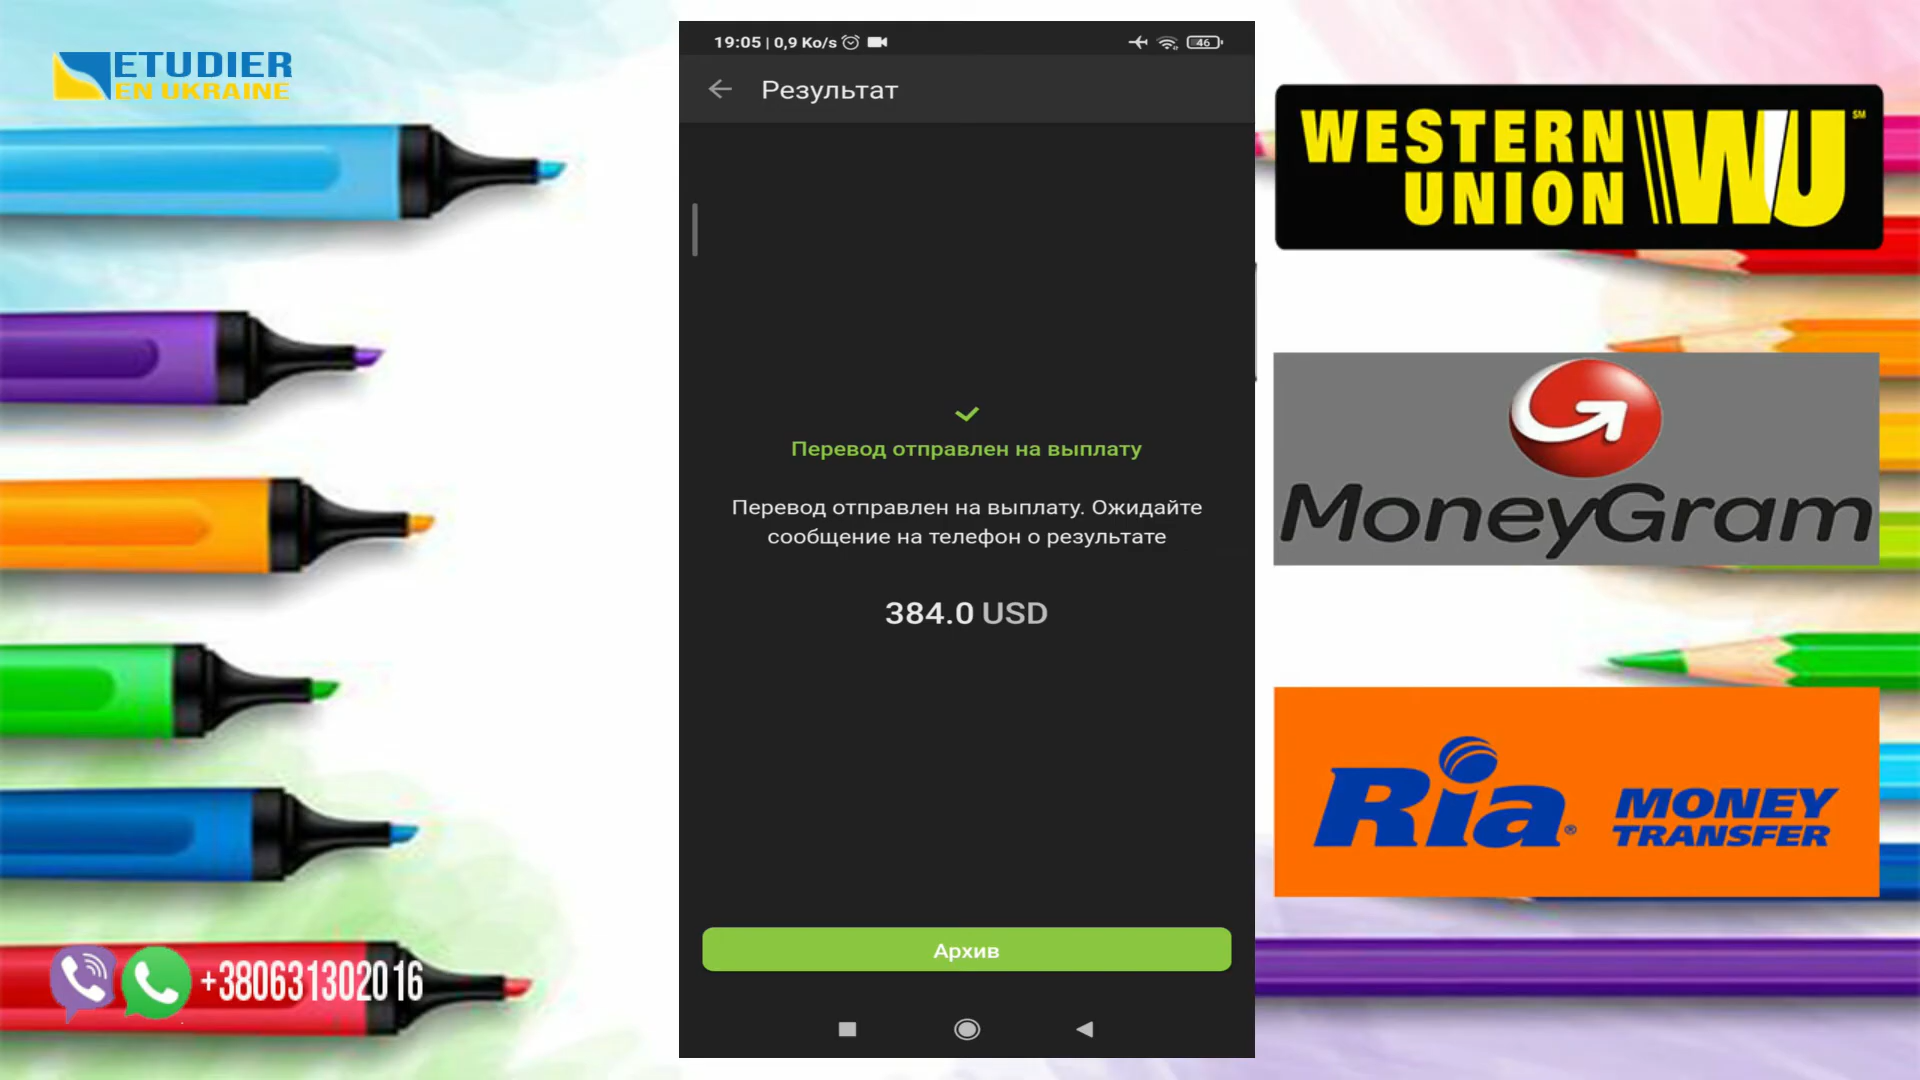 ETUDIER
EN UKRAINE
19:05 | 0,9 Ko/s
46
Результат
Перевод отправлен на выплату
Перевод отправлен на выплату. Ожидайте
сообщение на телефон о результате
384.0 USD
Архив
WESTERN
UNION
WU
SM
MoneyGram
Ria®
MONEY
TRANSFER
+380631302016